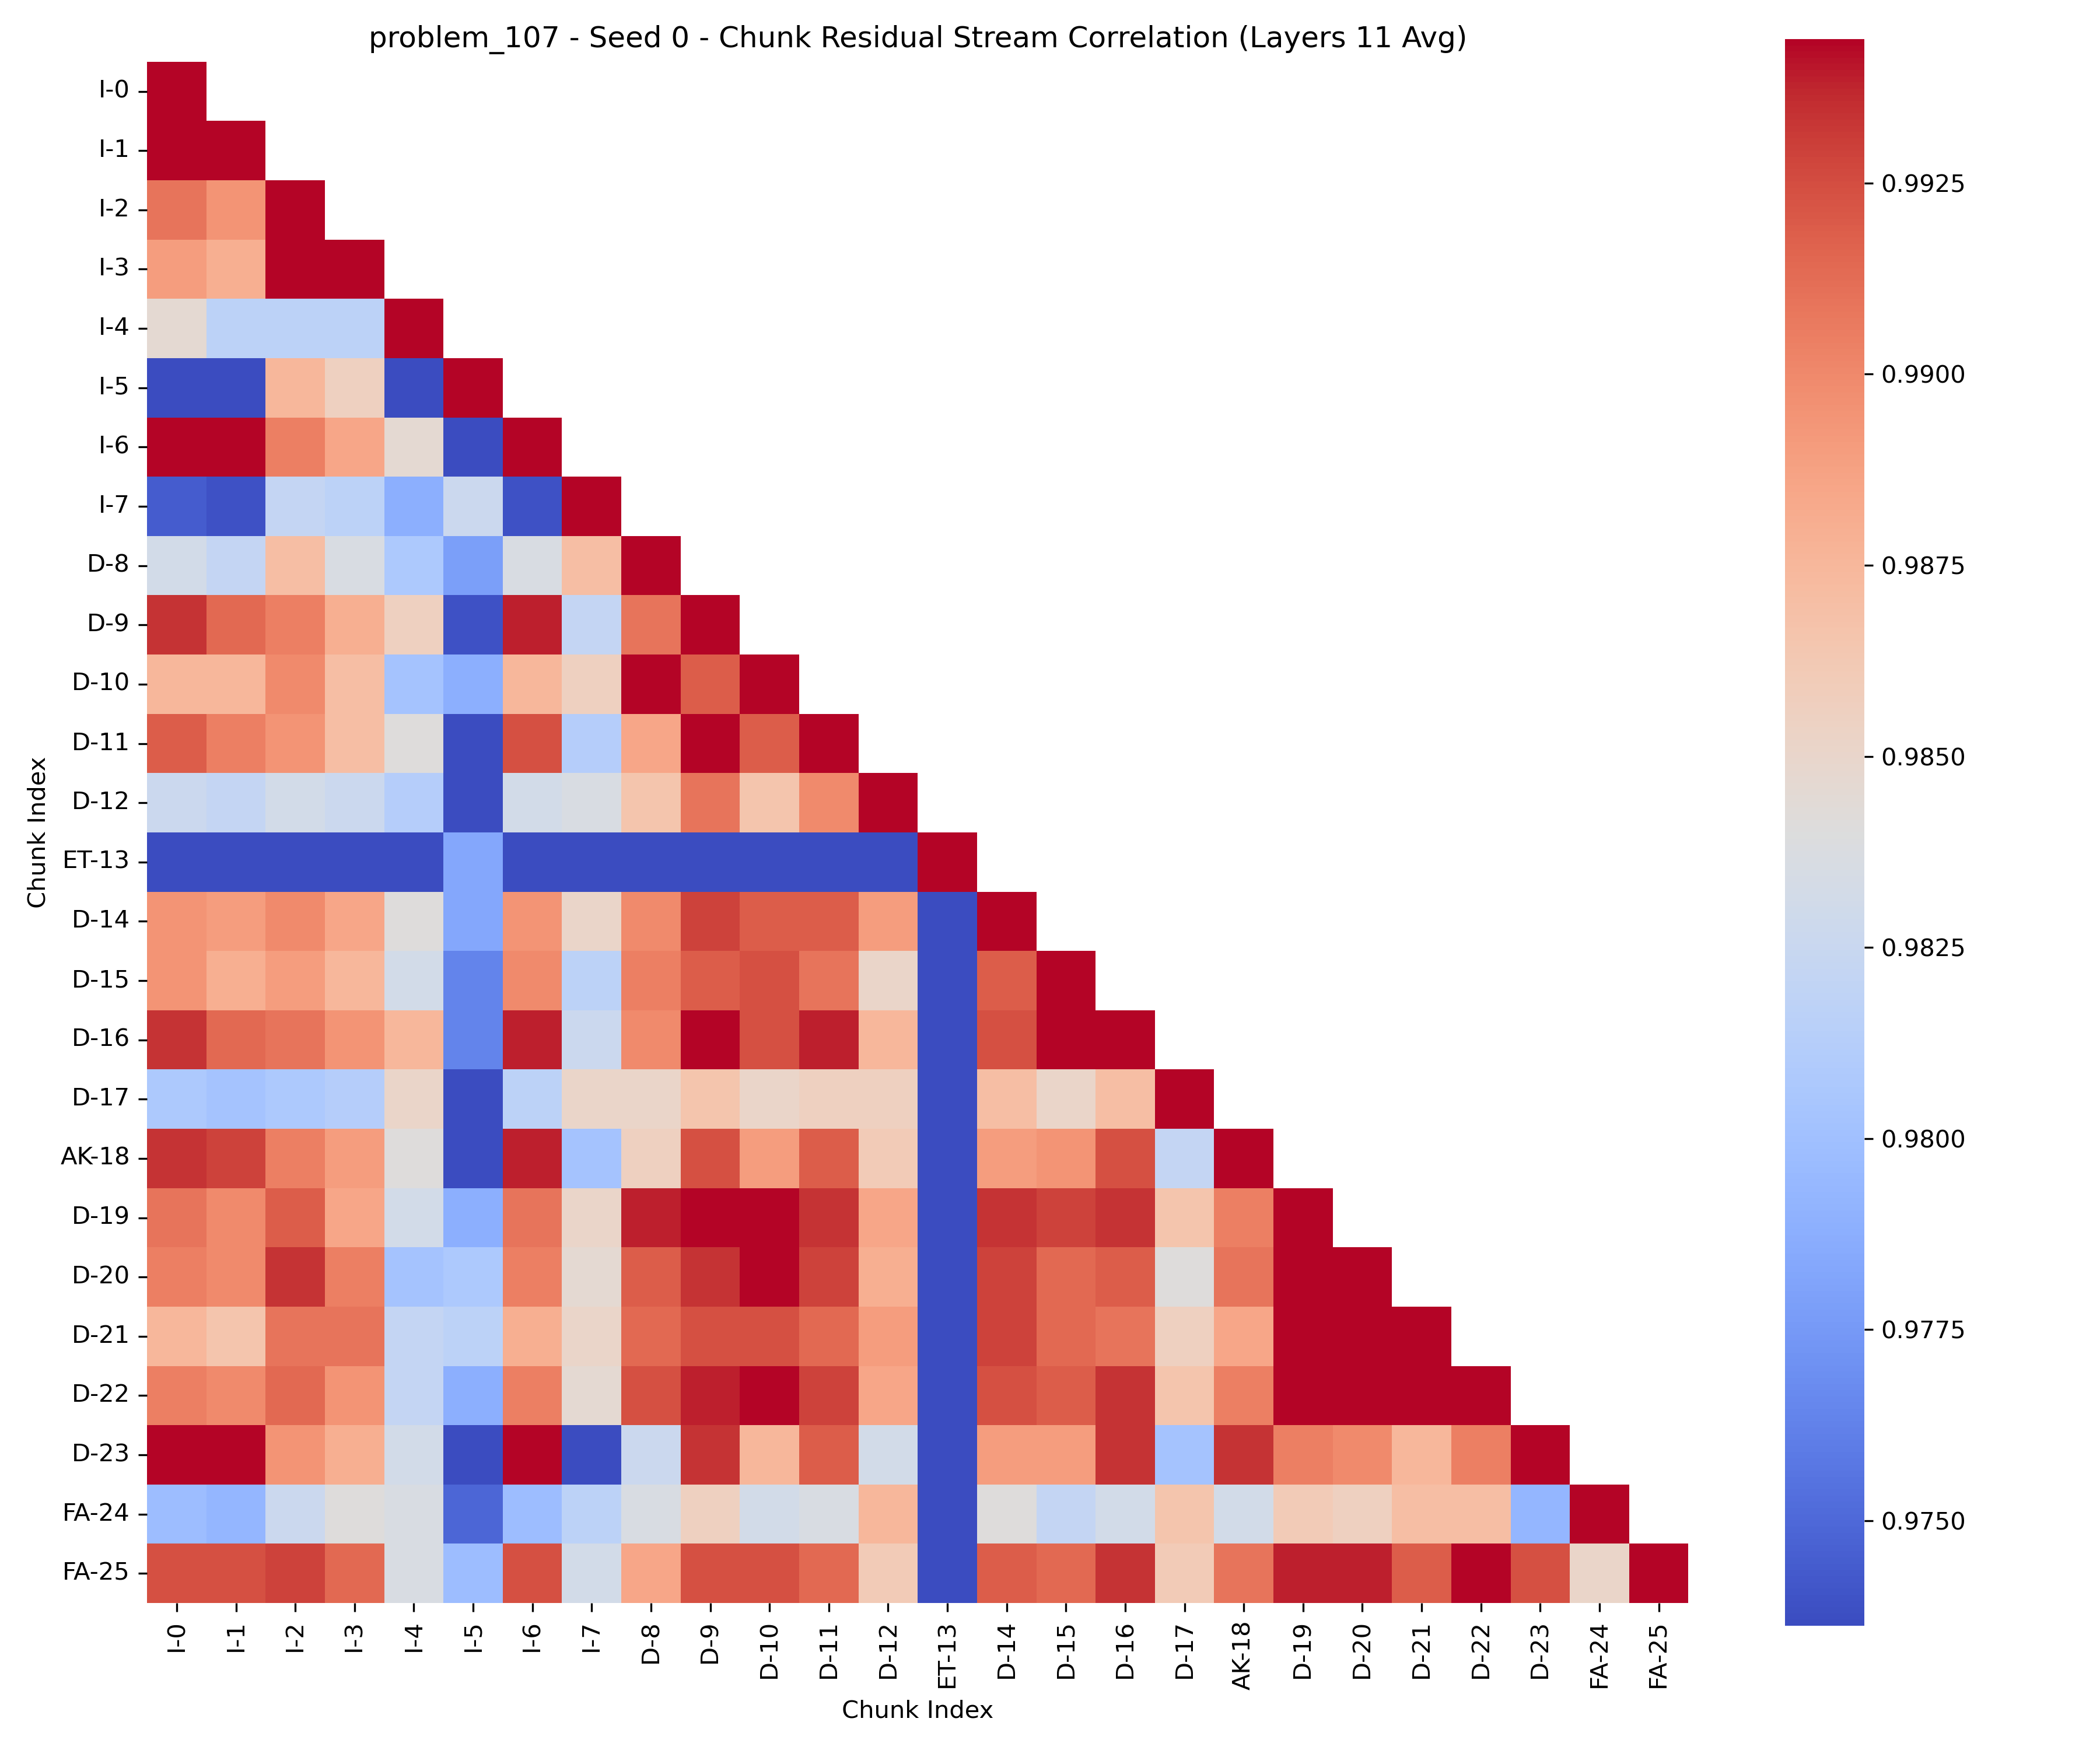 problem_107 - Seed 0 - Chunk Residual Stream Correlation (Layers 11 Avg)
I-0
I-1
I-2
I-3
I-4
I-5
I-6
I-7
D-8
D-9
D-10
D-11
D-12
ET-13
D-14
D-15
D-16
D-17
AK-18
D-19
D-20
D-21
D-22
D-23
FA-24
FA-25
Chunk Index
I-0
I-1
I-2
I-3
I-4
I-5
I-6
I-7
D-8
D-9
D-10
D-11
D-12
ET-13
D-14
D-15
D-16
D-17
AK-18
D-19
D-20
D-21
D-22
D-23
FA-24
FA-25
Chunk Index
0.9925
0.9900
0.9875
0.9850
0.9825
0.9800
0.9775
0.9750